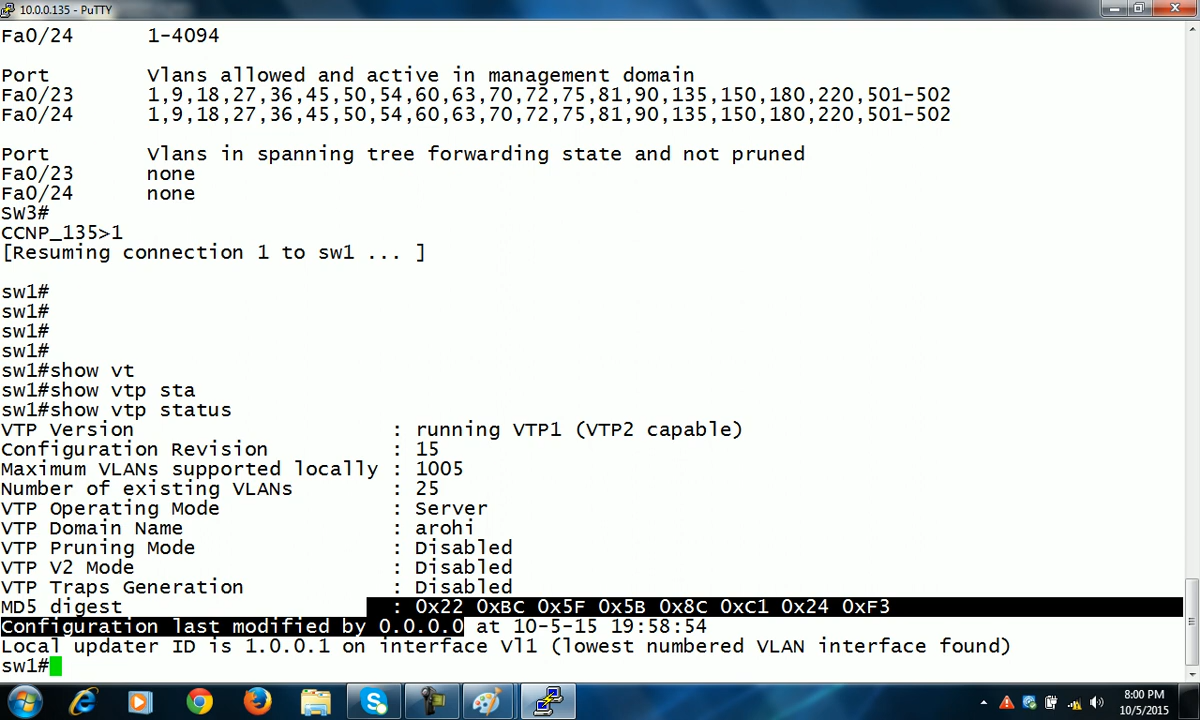 10.0.0.135 - PuTTY
Fa0/24 1-4094
Port Vlans allowed and active in management domain
Fa0/23 1,9,18,27,36,45,50,54,60,63,70,72,75,81,90,135,150,180,220,501-502
Fa0/24 1,9,18,27,36,45,50,54,60,63,70,72,75,81,90,135,150,180,220,501-502
Port Vlans in spanning tree forwarding state and not pruned
Fa0/23 none
Fa0/24 none
SW3#
CCNP_135>1
[Resuming connection 1 to sw1 ... ]
sw1#
sw1#
sw1#
sw1#
sw1#show vt
sw1#show vtp sta
sw1#show vtp status
VTP Version : running VTP1 (VTP2 capable)
Configuration Revision : 15
Maximum VLANs supported locally : 1005
Number of existing VLANs : 25
VTP Operating Mode : Server
VTP Domain Name : arohi
VTP Pruning Mode : Disabled
VTP V2 Mode : Disabled
VTP Traps Generation : Disabled
MD5 digest : 0x22 0xBC 0x5F 0x5B 0x8C 0xC1 0x24 0xF3
Configuration last modified by 0.0.0.0 at 10-5-15 19:58:54
Local updater ID is 1.0.0.1 on interface Vl1 (lowest numbered VLAN interface found)
sw1#
8:00 PM
10/5/2015